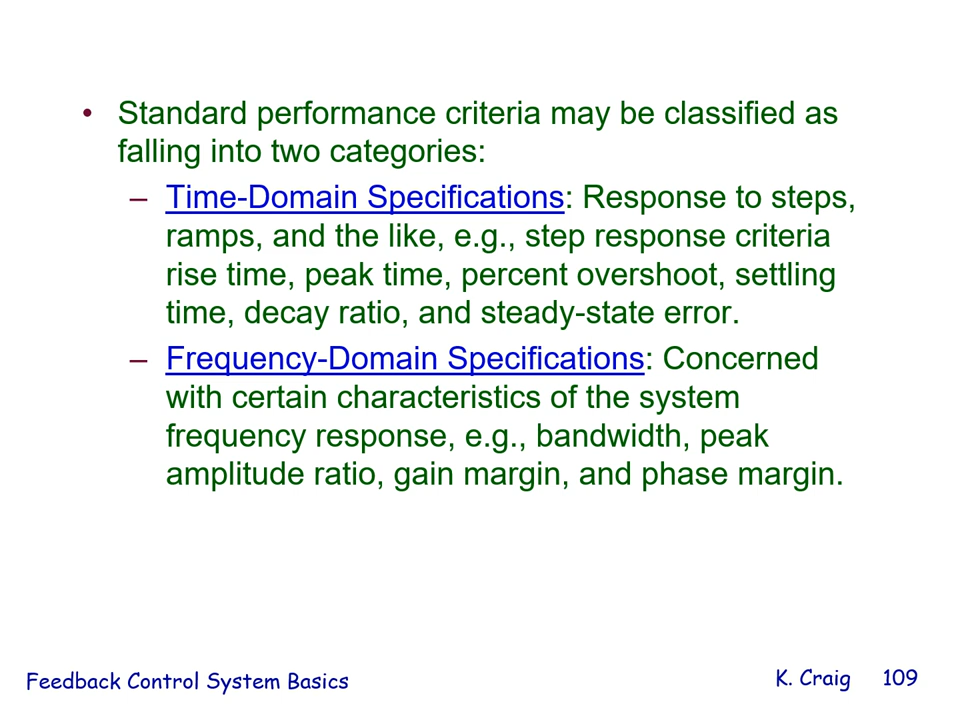 • Standard performance criteria may be classified as
falling into two categories:
– Time-Domain Specifications: Response to steps,
ramps, and the like, e.g., step response criteria
rise time, peak time, percent overshoot, settling
time, decay ratio, and steady-state error.
– Frequency-Domain Specifications: Concerned
with certain characteristics of the system
frequency response, e.g., bandwidth, peak
amplitude ratio, gain margin, and phase margin.
Feedback Control System Basics
K. Craig 109